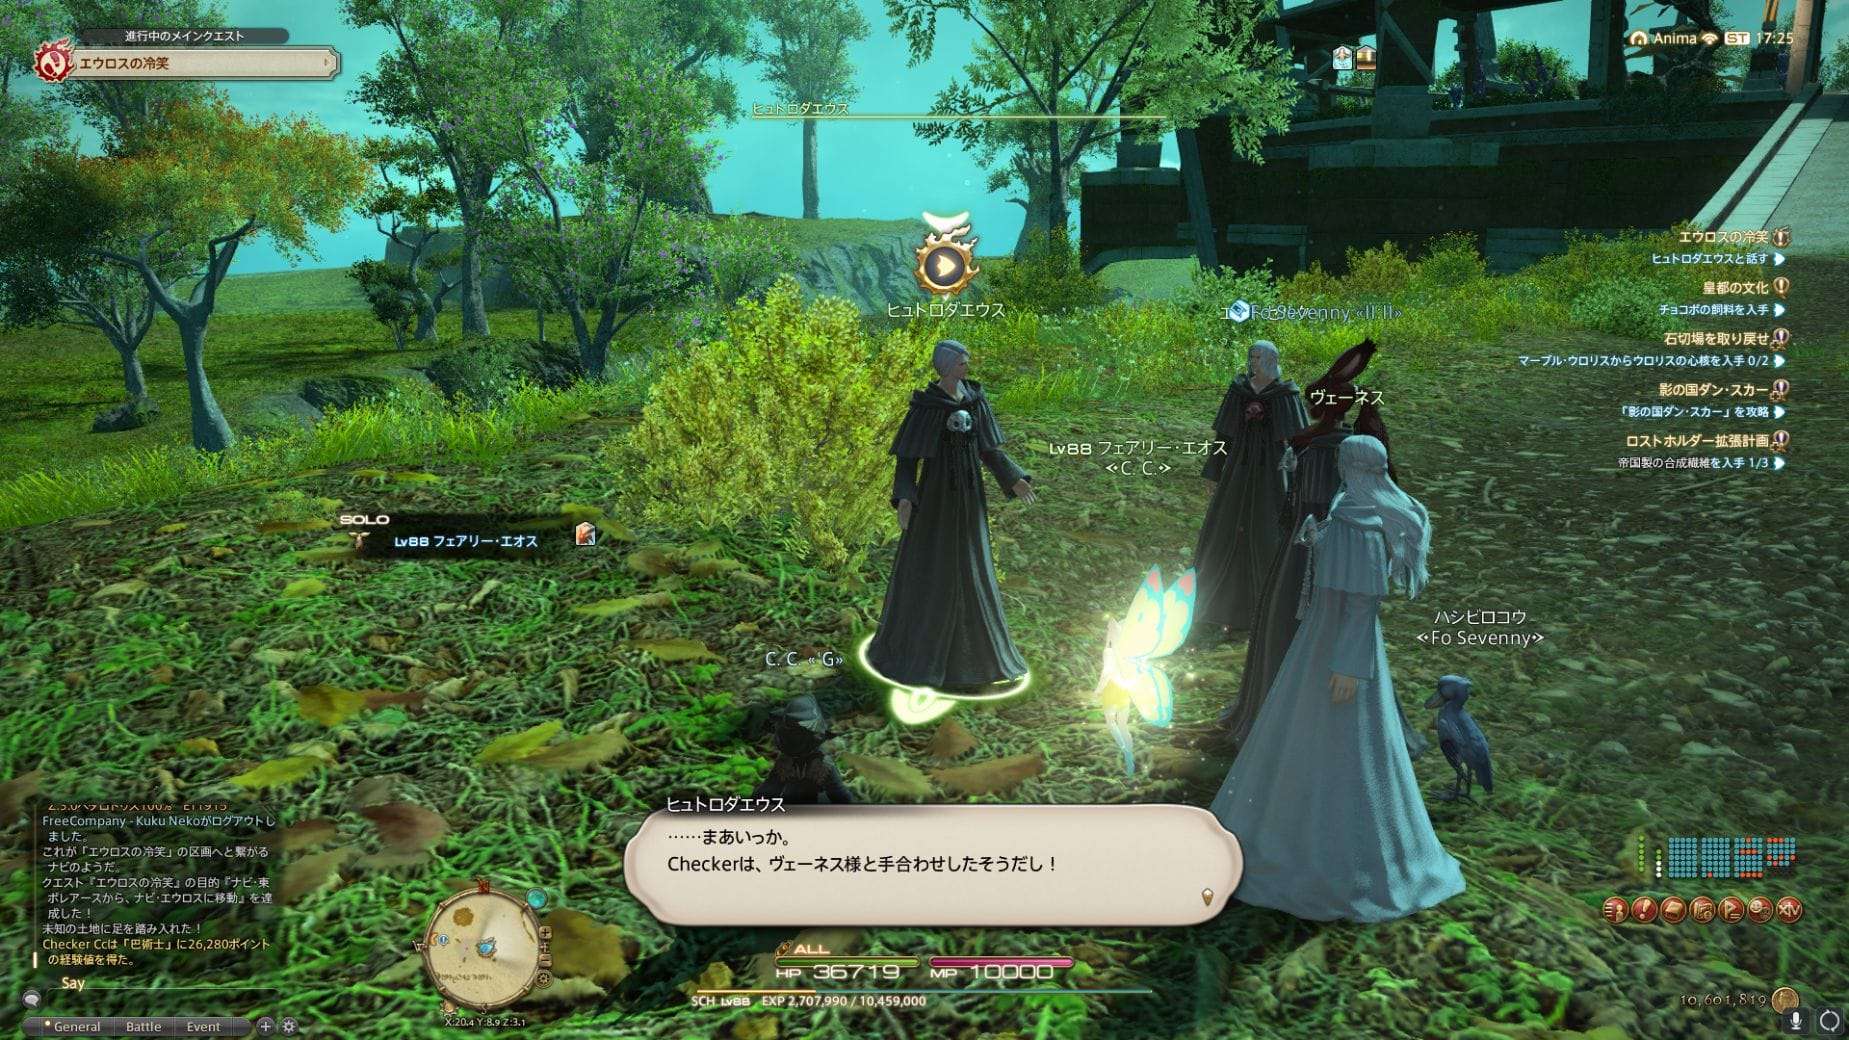 進行中のメインクエスト
エウロスの冷笑
Anima ST 17:25
ヒュトロダエウス
エウロスの冷笑
ヒュトロダエウスと話す
皇都の文化
チョコボの飼料を入手
石切場を取り戻せ
マーブル・ウロリスからウロリスの心核を入手 0/2
影の国ダン・スカー
「影の国ダン・スカー」を攻略
ロストホルダー拡張計画
帝国製の合成繊維を入手 1/3
ヒュトロダエウス
Fo Sevenny «II:II»
ヴェーネス
Lv88 フェアリー・エオス
<C. C.>
SOLO
Lv88 フェアリー・エオス
ハシビロコウ
<Fo Sevenny>
C. C. «'G»
ヒュトロダエウス
……まあいっか。
Checkerは、ヴェーネス様と手合わせしたそうだし！
FreeCompany - Kuku Nekoがログアウトし
ました。
これが「エウロスの冷笑」の区画へと繋がる
ナビのようだ。
クエスト『エウロスの冷笑』の目的『ナビ・東
ポレアースから、ナビ・エウロスに移動』を達
成した！
未知の土地に足を踏み入れた！
Checker Ccは「巴術士」に26,280ポイント
の経験値を得た。
Say
General Battle Event
X:20.4 Y:8.9 Z:3.1
ALL
HP 36719 MP 10000
SCH Lv88 EXP 2,707,990 / 10,459,000
XIV
10,601,819